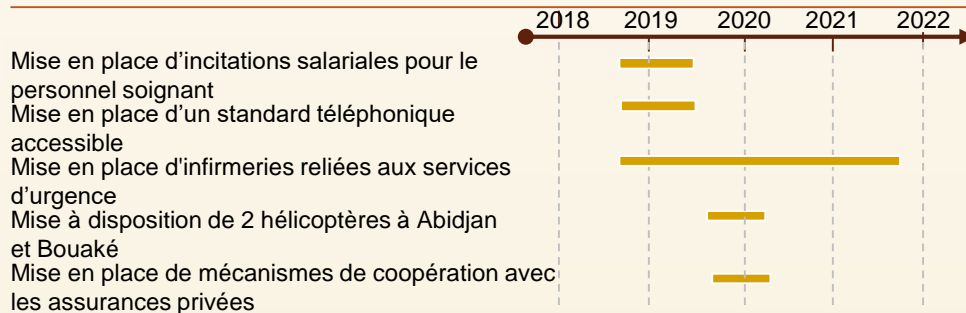 2018 2019 2020 2021 2022
Mise en place d’incitations salariales pour le
personnel soignant
Mise en place d’un standard téléphonique
accessible
Mise en place d'infirmeries reliées aux services
d’urgence
Mise à disposition de 2 hélicoptères à Abidjan
et Bouaké
Mise en place de mécanismes de coopération avec
les assurances privées